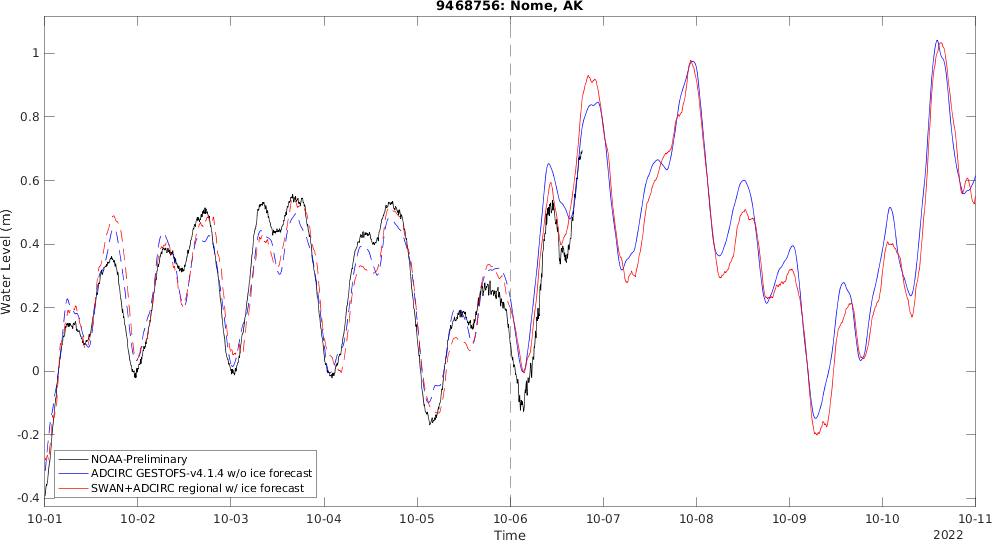 9468756: Nome, AK
Water Level (m)
1
0.8
0.6
0.4
0.2
0
-0.2
-0.4
NOAA-Preliminary
ADCIRC GESTOFS-v4.1.4 w/o ice forecast
SWAN+ADCIRC regional w/ ice forecast
10-01 10-02 10-03 10-04 10-05 10-06 10-07 10-08 10-09 10-10 10-11
Time
2022